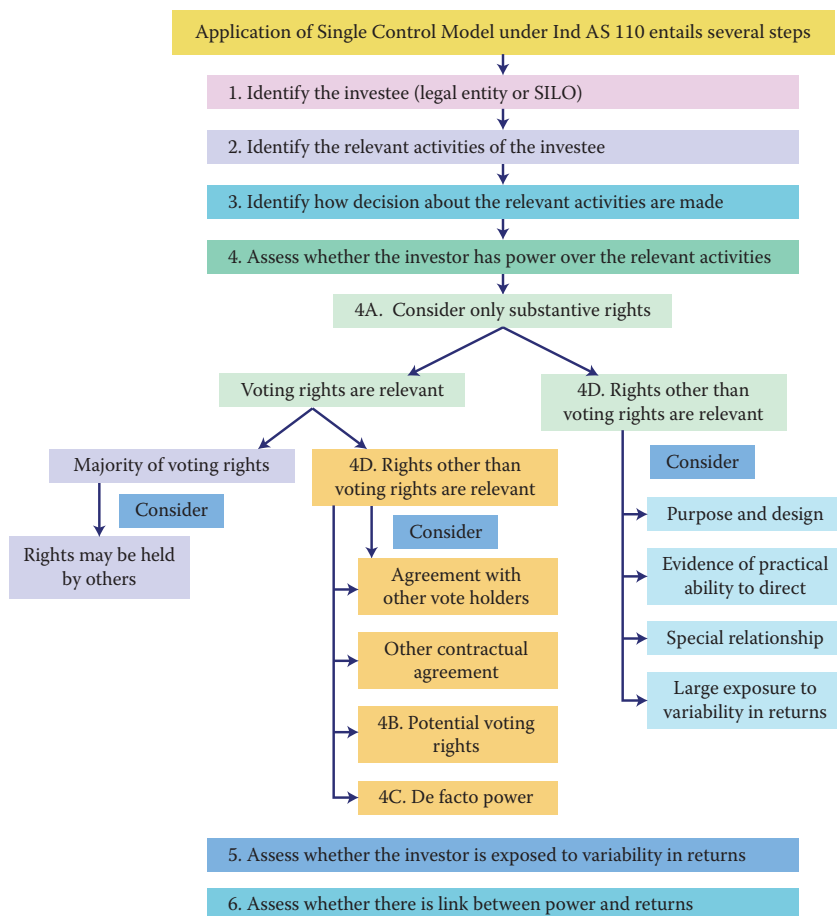 Application of Single Control Model under Ind AS 110 entails several steps
1. Identify the investee (legal entity or SILO)
2. Identify the relevant activities of the investee
3. Identify how decision about the relevant activities are made
4. Assess whether the investor has power over the relevant activities
4A. Consider only substantive rights
Voting rights are relevant
4D. Rights other than
voting rights are relevant
Majority of voting rights
Consider
Rights may be held
by others
4D. Rights other than
voting rights are relevant
Consider
Agreement with
other vote holders
Other contractual
agreement
4B. Potential voting
rights
4C. De facto power
Consider
Purpose and design
Evidence of practical
ability to direct
Special relationship
Large exposure to
variability in returns
5. Assess whether the investor is exposed to variability in returns
6. Assess whether there is link between power and returns